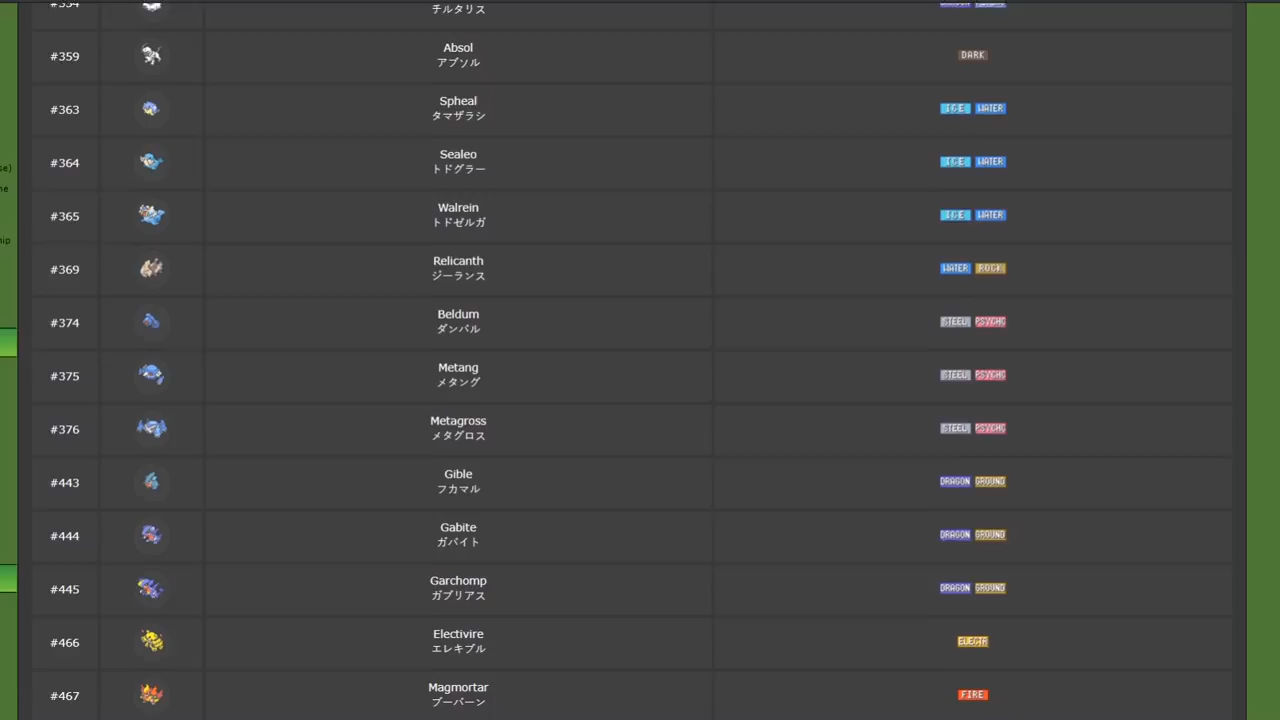 #334
チルタリス
#359
Absol
アブソル
DARK
#363
Spheal
タマザラシ
ICE WATER
#364
Sealeo
トドグラー
ICE WATER
#365
Walrein
トドゼルガ
ICE WATER
#369
Relicanth
ジーランス
WATER ROCK
#374
Beldum
ダンバル
STEEL PSYCHC
#375
Metang
メタング
STEEL PSYCHC
#376
Metagross
メタグロス
STEEL PSYCHC
#443
Gible
フカマル
DRAGON GROUND
#444
Gabite
ガバイト
DRAGON GROUND
#445
Garchomp
ガブリアス
DRAGON GROUND
#466
Electivire
エレキブル
ELECTR
#467
Magmortar
ブーバーン
FIRE
se)
ne
hip